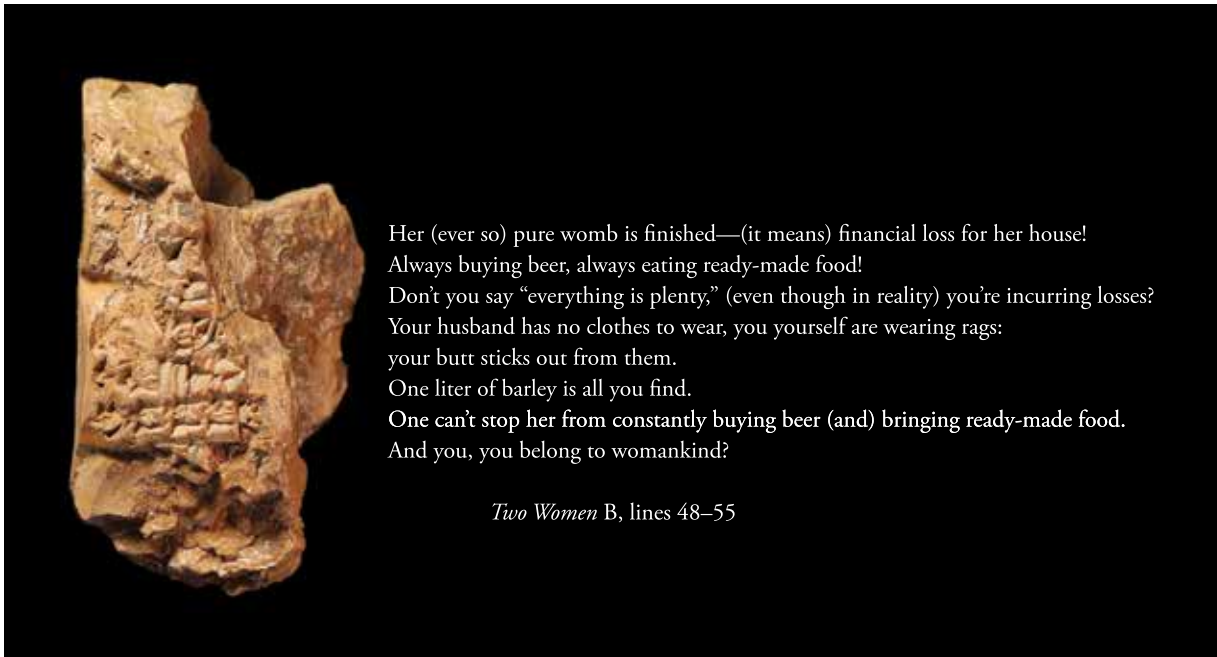 Her (ever so) pure womb is finished—(it means) financial loss for her house!
Always buying beer, always eating ready-made food!
Don’t you say “everything is plenty,” (even though in reality) you’re incurring losses?
Your husband has no clothes to wear, you yourself are wearing rags:
your butt sticks out from them.
One liter of barley is all you find.
One can’t stop her from constantly buying beer (and) bringing ready-made food.
And you, you belong to womankind?
Two Women B, lines 48–55